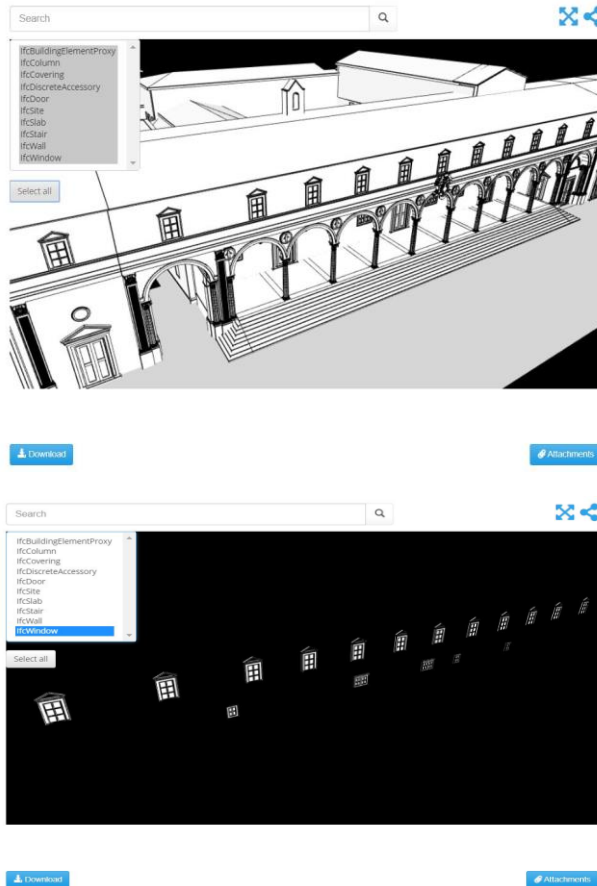 Search
IfcBuildingElementProxy
IfcColumn
IfcCovering
IfcDiscreteAccessory
IfcDoor
IfcSite
IfcSlab
IfcStair
IfcWall
IfcWindow
Select all
Download
Attachments
Search
IfcBuildingElementProxy
IfcColumn
IfcCovering
IfcDiscreteAccessory
IfcDoor
IfcSite
IfcSlab
IfcStair
IfcWall
IfcWindow
Select all
Download
Attachments